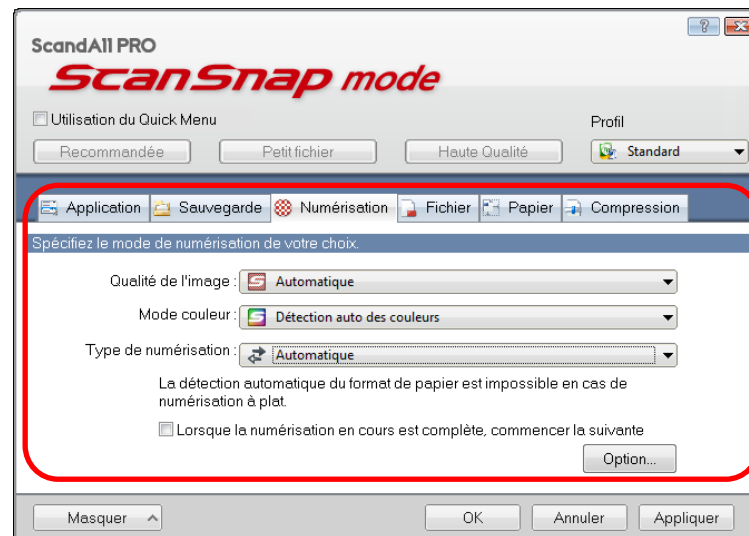 ScandAll PRO
ScanSnap mode
Utilisation du Quick Menu
Profil
Recommandée Petit fichier Haute Qualité Standard
Application Sauvegarde Numérisation Fichier Papier Compression
Spécifiez le mode de numérisation de votre choix.
Qualité de l'image : Automatique
Mode couleur : Détection auto des couleurs
Type de numérisation : Automatique
La détection automatique du format de papier est impossible en cas de
numérisation à plat.
Lorsque la numérisation en cours est complète, commencer la suivante
Option...
Masquer OK Annuler Appliquer